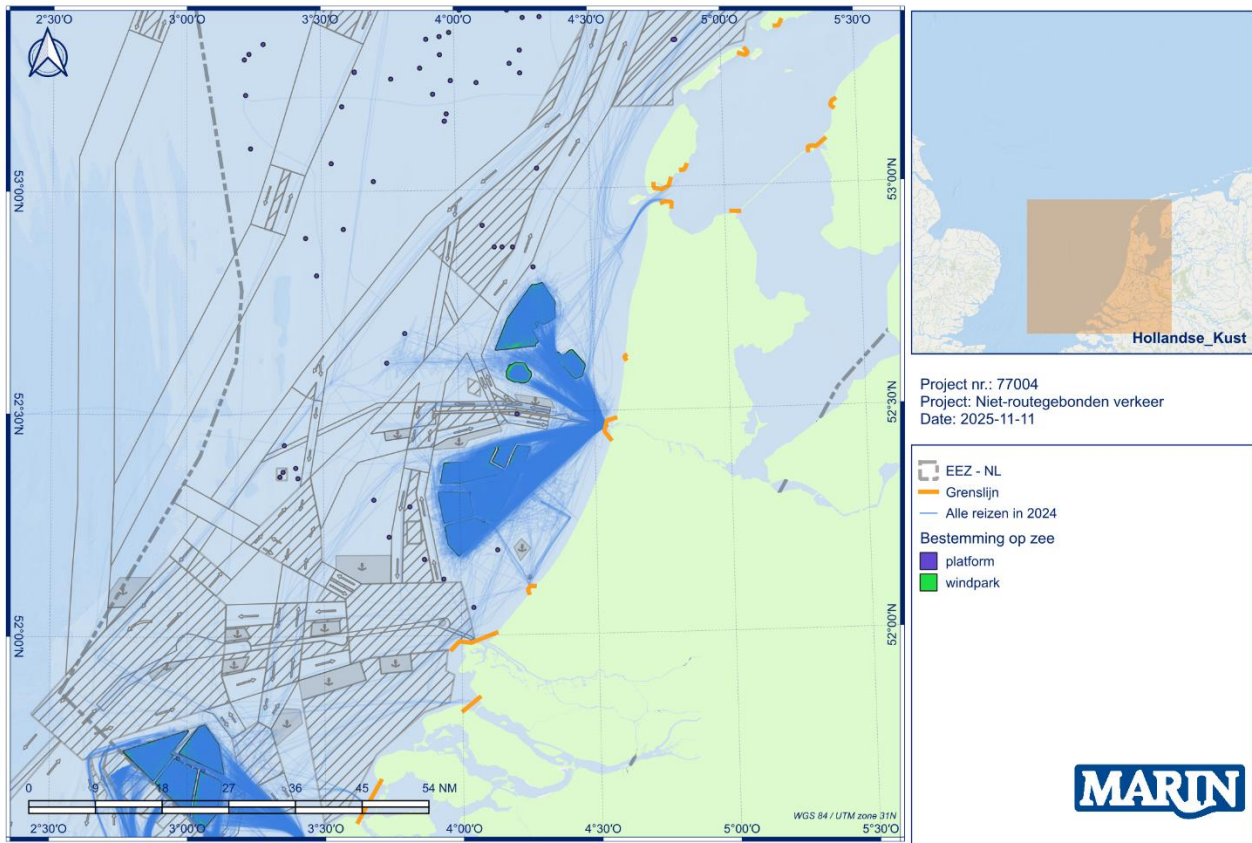 2°30'O 3°00'O 3°30'O 4°00'O 4°30'O 5°00'O 5°30'O
53°00'N
53°00'N
52°30'N
52°30'N
52°00'N
52°00'N
0 9 18 27 36 45 54 NM
WGS 84 / UTM zone 31N
2°30'O 3°00'O 3°30'O 4°00'O 4°30'O 5°00'O 5°30'O
Hollandse_Kust
Project nr.: 77004
Project: Niet-routegebonden verkeer
Date: 2025-11-11
EEZ - NL
Grenslijn
Alle reizen in 2024
Bestemming op zee
platform
windpark
MARIN